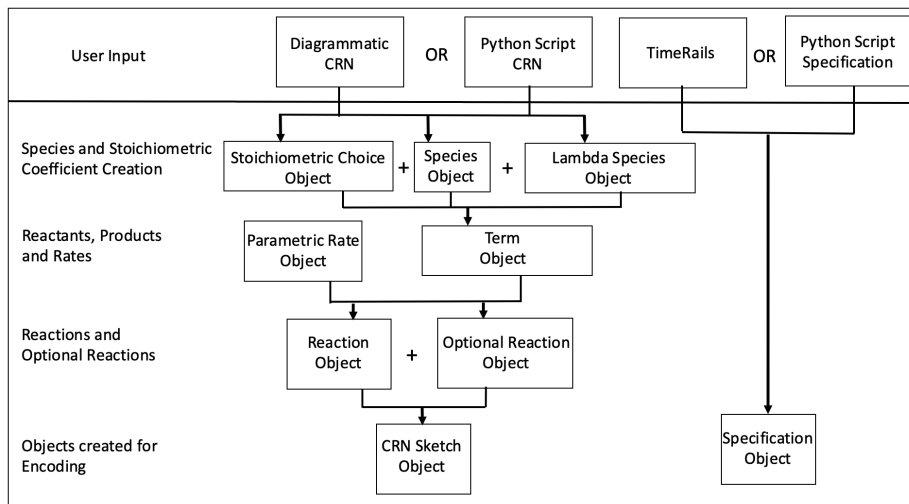 User Input
Diagrammatic
CRN
OR
Python Script
CRN
TimeRails
OR
Python Script
Specification
Species and Stoichiometric
Coefficient Creation
Stoichiometric Choice
Object
+
Species
Object
+
Lambda Species
Object
Reactants, Products
and Rates
Parametric Rate
Object
Term
Object
Reactions and
Optional Reactions
Reaction
Object
+
Optional Reaction
Object
Objects created for
Encoding
CRN Sketch
Object
Specification
Object